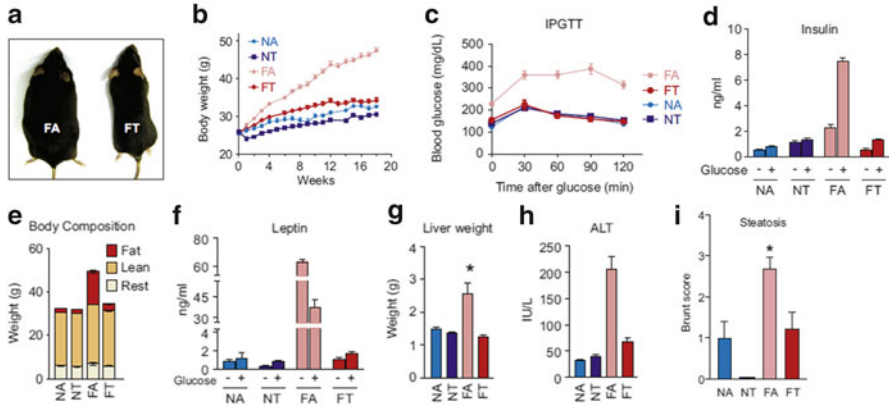 a
FA
FT
b
NA
NT
FA
FT
Body weight (g)
50
40
30
20
0 4 8 12 16 20
Weeks
c
IPGTT
Blood glucose (mg/dL)
500
400
300
200
100
0
0 30 60 90 120
Time after glucose (min)
FA
FT
NA
NT
d
Insulin
ng/ml
10
8
6
4
2
0
Glucose - + - + - + - +
NA NT FA FT
e
Body Composition
Fat
Lean
Rest
Weight (g)
60
40
20
0
NA NT FA FT
f
Leptin
ng/ml
60
30
45
30
4
2
0
Glucose - + - + - + - +
NA NT FA FT
g
Liver weight
Weight (g)
4
3
2
1
0
*
NA NT FA FT
h
ALT
IU/L
250
200
150
100
50
0
NA NT FA FT
i
Steatosis
Brunt score
4
3
2
1
0
*
NA NT FA FT